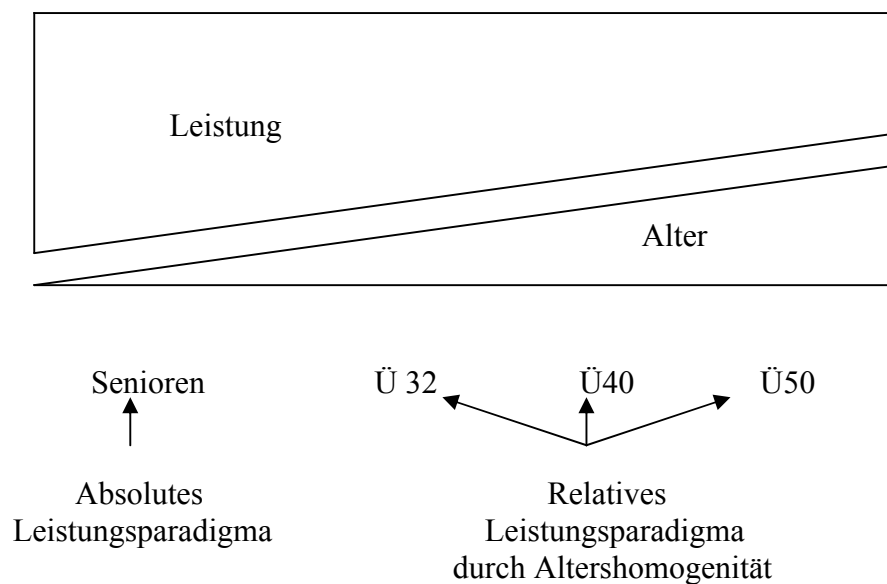 Leistung
Alter
Senioren Ü 32 Ü40 Ü50
Absolutes
Leistungsparadigma
Relatives
Leistungsparadigma
durch Altershomogenität